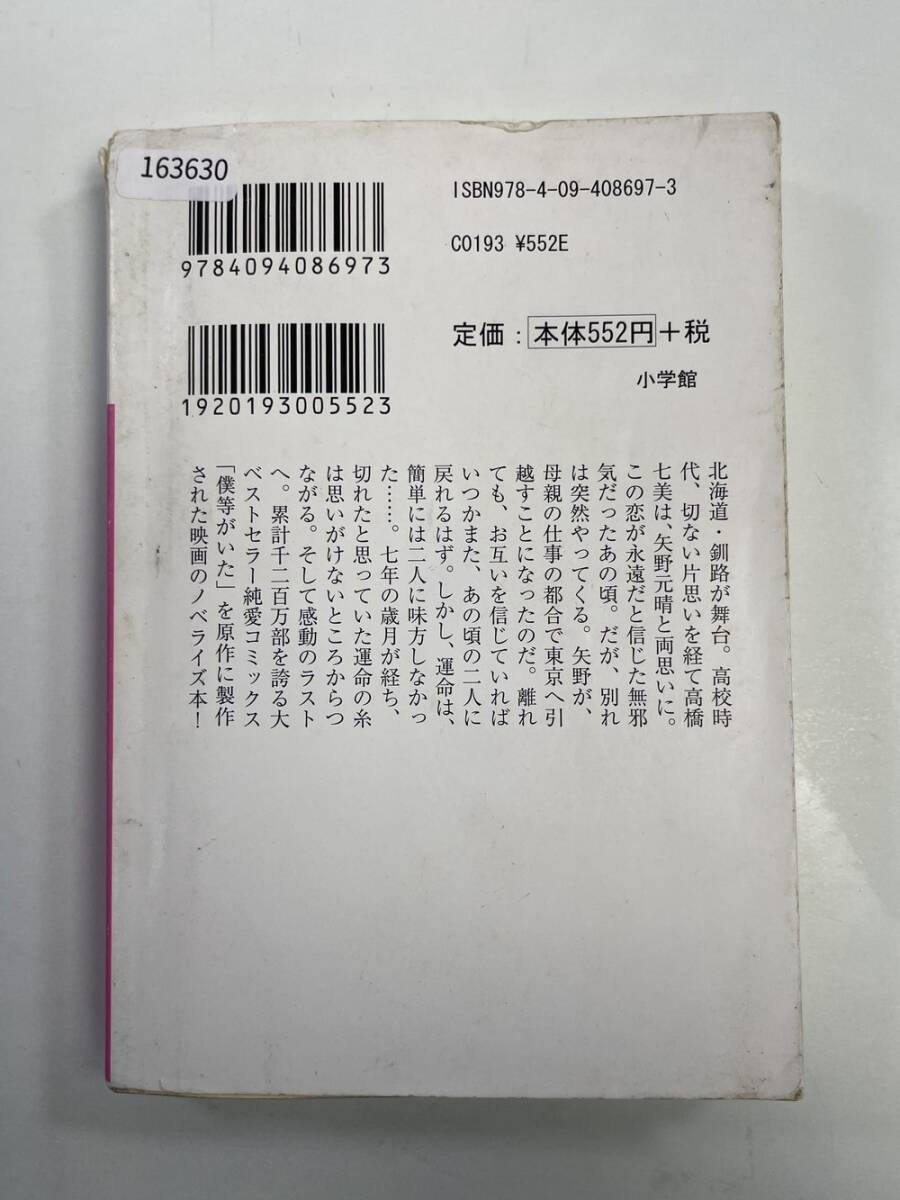 163630
9784094086973
ISBN978-4-09-408697-3
C0193 ¥552E
1920193005523
定価：本体552円＋税
小学館
北海道・釧路が舞台。高校時
代、切ない片思いを経て高橋
七美は、矢野元晴と両思いに。
この恋が永遠だと信じた無邪
気だったあの頃。だが、別れ
は突然やってくる。矢野が、
母親の仕事の都合で東京へ引
越すことになったのだ。離れ
ても、お互いを信じていれば
いつかまた、あの頃の二人に
戻れるはず。しかし、運命は、
簡単には二人に味方しなかっ
た……。七年の歳月が経ち、
切れたと思っていた運命の糸
は思いがけないところからつ
ながる。そして感動のラスト
へ。累計千二百万部を誇る大
ベストセラー純愛コミックス
「僕等がいた」を原作に製作
された映画のノベライズ本！